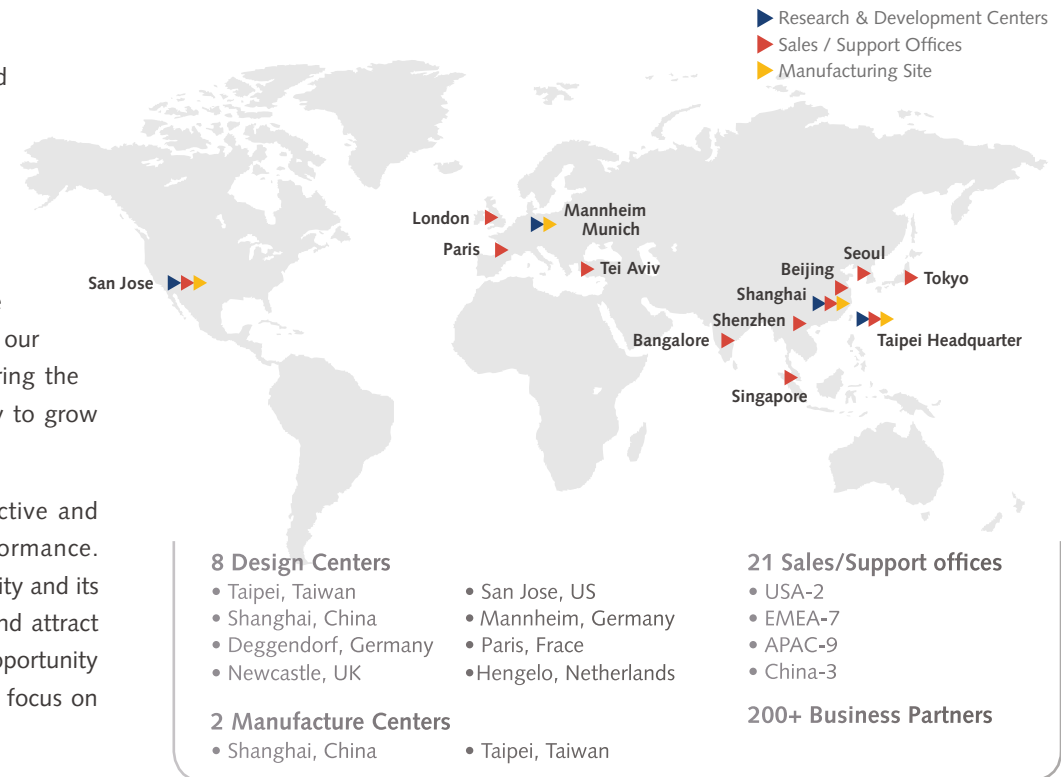 Research & Development Centers
Sales / Support Offices
Manufacturing Site
our
ring the
to grow
ctive and
ormance.
ity and its
nd attract
pportunity
focus on
London
Mannheim
Munich
Paris
Tei Aviv
San Jose
Seoul
Beijing
Tokyo
Shanghai
Shenzhen
Bangalore
Taipei Headquarter
Singapore
8 Design Centers
• Taipei, Taiwan
• Shanghai, China
• Deggendorf, Germany
• Newcastle, UK
• San Jose, US
• Mannheim, Germany
• Paris, Frace
•Hengelo, Netherlands
2 Manufacture Centers
• Shanghai, China
• Taipei, Taiwan
21 Sales/Support offices
• USA-2
• EMEA-7
• APAC-9
• China-3
200+ Business Partners